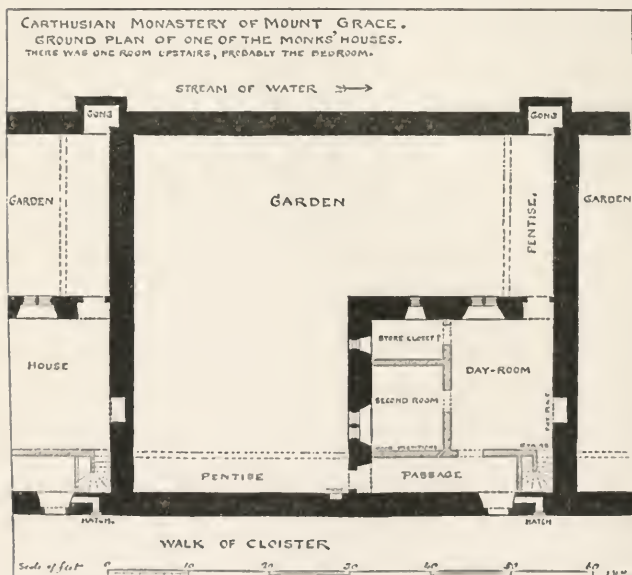 CARTHUSIAN MONASTERY OF MOUNT GRACE.
GROUND PLAN OF ONE OF THE MONKS' HOUSES.
THERE WAS ONE ROOM UPSTAIRS, PROBABLY THE BEDROOM.
STREAM OF WATER
GONG
GONG
GARDEN
GARDEN
PENTISE.
GARDEN
HOUSE
STORE CLOSET
DAY-ROOM
SECOND ROOM
STAIRS
PENTISE
PASSAGE
HATCH.
HATCH
WALK OF CLOISTER
Scale of feet 0 10 20 30 40 50 60